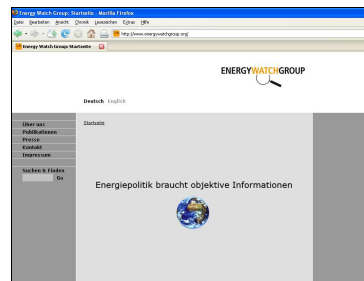 Energy Watch Group: Startseite - Mozilla Firefox
Datei Bearbeiten Ansicht Chronik Lesezeichen Extras Hilfe
http://www.energywatchgroup.org/
Energy Watch Group: Startseite
ENERGYWATCHGROUP
Deutsch English
Über uns
Publikationen
Presse
Kontakt
Impressum
Suchen & Finden
Go
Startseite
Energiepolitik braucht objektive Informationen